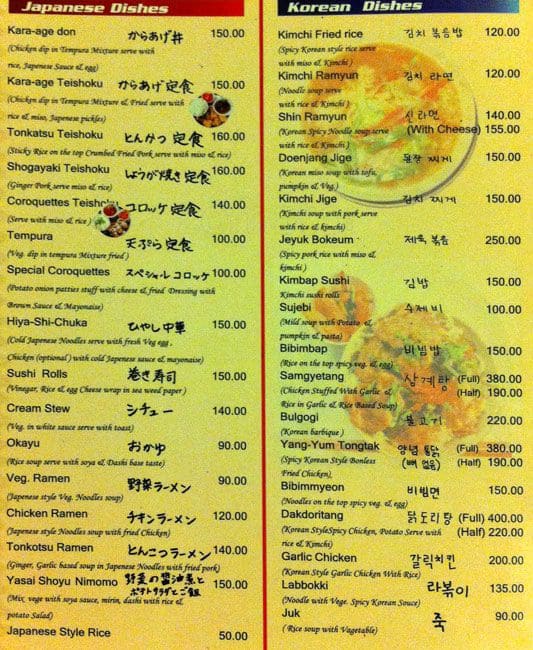 Japanese Dishes
Kara-age don からあげ丼 150.00
(Chicken dip in Tempura Mixture serve with
rice, Japanese Sauce & egg)
Kara-age Teishoku からあげ定食 150.00
(Chicken dip in Tempura Mixture & Fried serve with
rice & miso, Japanese pickles)
Tonkatsu Teishoku とんかつ定食 160.00
(Sticky Rice on the top Crumbed Fried Pork serve with miso & rice)
Shogayaki Teishoku しょうが焼き定食 160.00
(Ginger Pork serve miso & rice)
Coroquettes Teishoku コロッケ定食 140.00
(Serve with miso & rice)
Tempura 天ぷら定食 100.00
(Veg. dip in tempura Mixture fried)
Special Coroquettes スペシャルコロッケ 100.00
(Potato onion patties stuff with cheese & fried Dressing with
Brown Sauce & Mayonaise)
Hiya-Shi-Chuka ひやし中華 150.00
(Cold Japanese Noodles serve with fresh Veg egg,
Chicken (optional) with cold Japanese sauce & mayonaise)
Sushi Rolls 巻き寿司 150.00
(Vinegar, Rice & egg Cheese wrap in sea weed paper)
Cream Stew シチュー 140.00
(Veg. in white sauce serve with toast)
Okayu おかゆ 90.00
(Rice soup serve with soya & Dashi base taste)
Veg. Ramen 野菜ラーメン 90.00
(Japenese style Veg. Noodles soup)
Chicken Ramen チキンラーメン 120.00
(Japanese style Noodles soup with fried Chicken)
Tonkotsu Ramen とんこつラーメン 140.00
(Ginger, Garlic based soup in Japanese Noodles with fried pork)
Yasai Shoyu Nimomo 野菜の醤油煮と 150.00
ポテトサラダとご飯
(Mix, vege with soya sauce, mirin, dashi with rice &
potato Salad)
Japanese Style Rice 50.00
Korean Dishes
Kimchi Fried rice 김치 볶음밥 120.00
(Spicy Korean style rice serve
with miso & Kimchi)
Kimchi Ramyun 김치 라면 120.00
(Noodle soup serve
with rice & Kimchi)
Shin Ramyun 신라면 140.00
(Korean Spicy Noodle soup serve (With Cheese) 155.00
with rice & Kimchi)
Doenjang Jige 된장 찌게 150.00
(Korean miso soup with tofu,
pumpkin & Veg.)
Kimchi Jige 김치 찌게 150.00
(Kimchi soup with pork serve
with rice & kimchi)
Jeyuk Bokeum 제육 볶음 250.00
(Spicy pork with miso &
kimchi)
Kimbap Sushi 김밥 150.00
Kimchi sushi rolls
Sujebi 수제비 100.00
(Mild soup with Potato &
pumpkin & pasta)
Bibimbap 비빔밥 150.00
(Rice on the top spicy veg. & egg)
Samgyetang 삼계탕 (Full) 380.00
(Chicken Stuffed With Garlic & (Half) 190.00
Rice in Garlic & Rice Based Soup)
Bulgogi 불고기 220.00
(Korean barbique)
Yang-Yum Tongtak 양념 통닭 (Full) 380.00
(Spicy Korean Style Bonless (뼈 없음) (Half) 190.00
Fried Chicken)
Bibimmyeon 비빔면 150.00
(Noodles on the top spicy veg. & egg)
Dakdoritang 닭도리탕 (Full) 400.00
(Korean StyleSpicy Chicken, Potato Serve with (Half) 220.00
rice & Kimchi)
Garlic Chicken 갈릭치킨 200.00
(Korean Style Garlic Chicken With Rice)
Labbokki 라볶이 135.00
(Noodle with Vege. Spicy Korean Souce)
Juk 죽 90.00
(Rice soup with Vagetable)